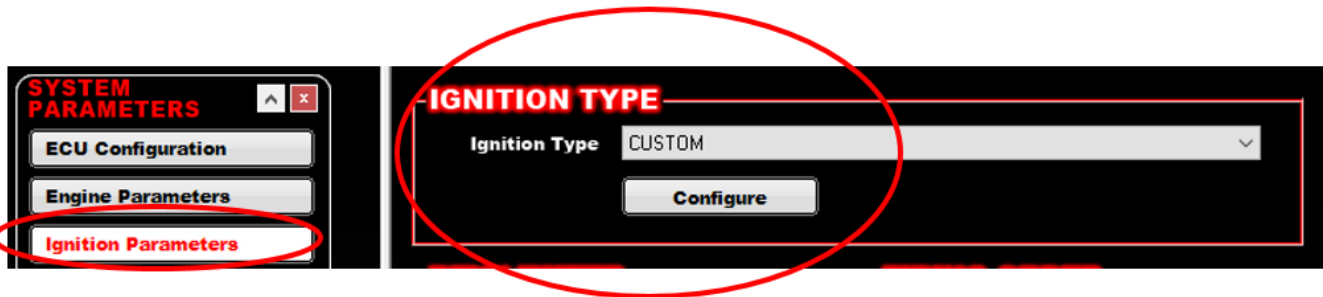 SYSTEM
PARAMETERS
ECU Configuration
Engine Parameters
Ignition Parameters
IGNITION TYPE
Ignition Type CUSTOM
Configure